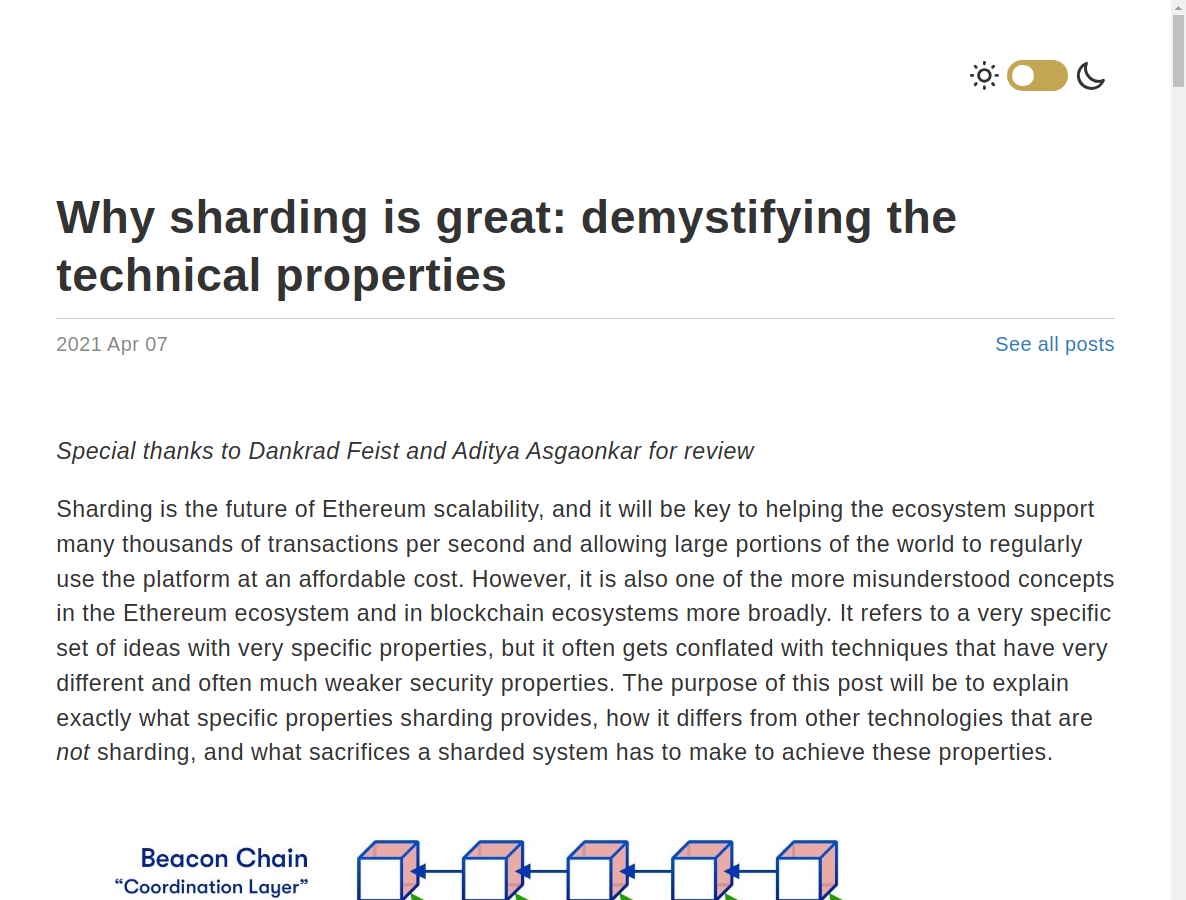 Why sharding is great: demystifying the
technical properties
2021 Apr 07
See all posts
Special thanks to Dankrad Feist and Aditya Asgaonkar for review
Sharding is the future of Ethereum scalability, and it will be key to helping the ecosystem support
many thousands of transactions per second and allowing large portions of the world to regularly
use the platform at an affordable cost. However, it is also one of the more misunderstood concepts
in the Ethereum ecosystem and in blockchain ecosystems more broadly. It refers to a very specific
set of ideas with very specific properties, but it often gets conflated with techniques that have very
different and often much weaker security properties. The purpose of this post will be to explain
exactly what specific properties sharding provides, how it differs from other technologies that are
not sharding, and what sacrifices a sharded system has to make to achieve these properties.
Beacon Chain
“Coordination Layer”